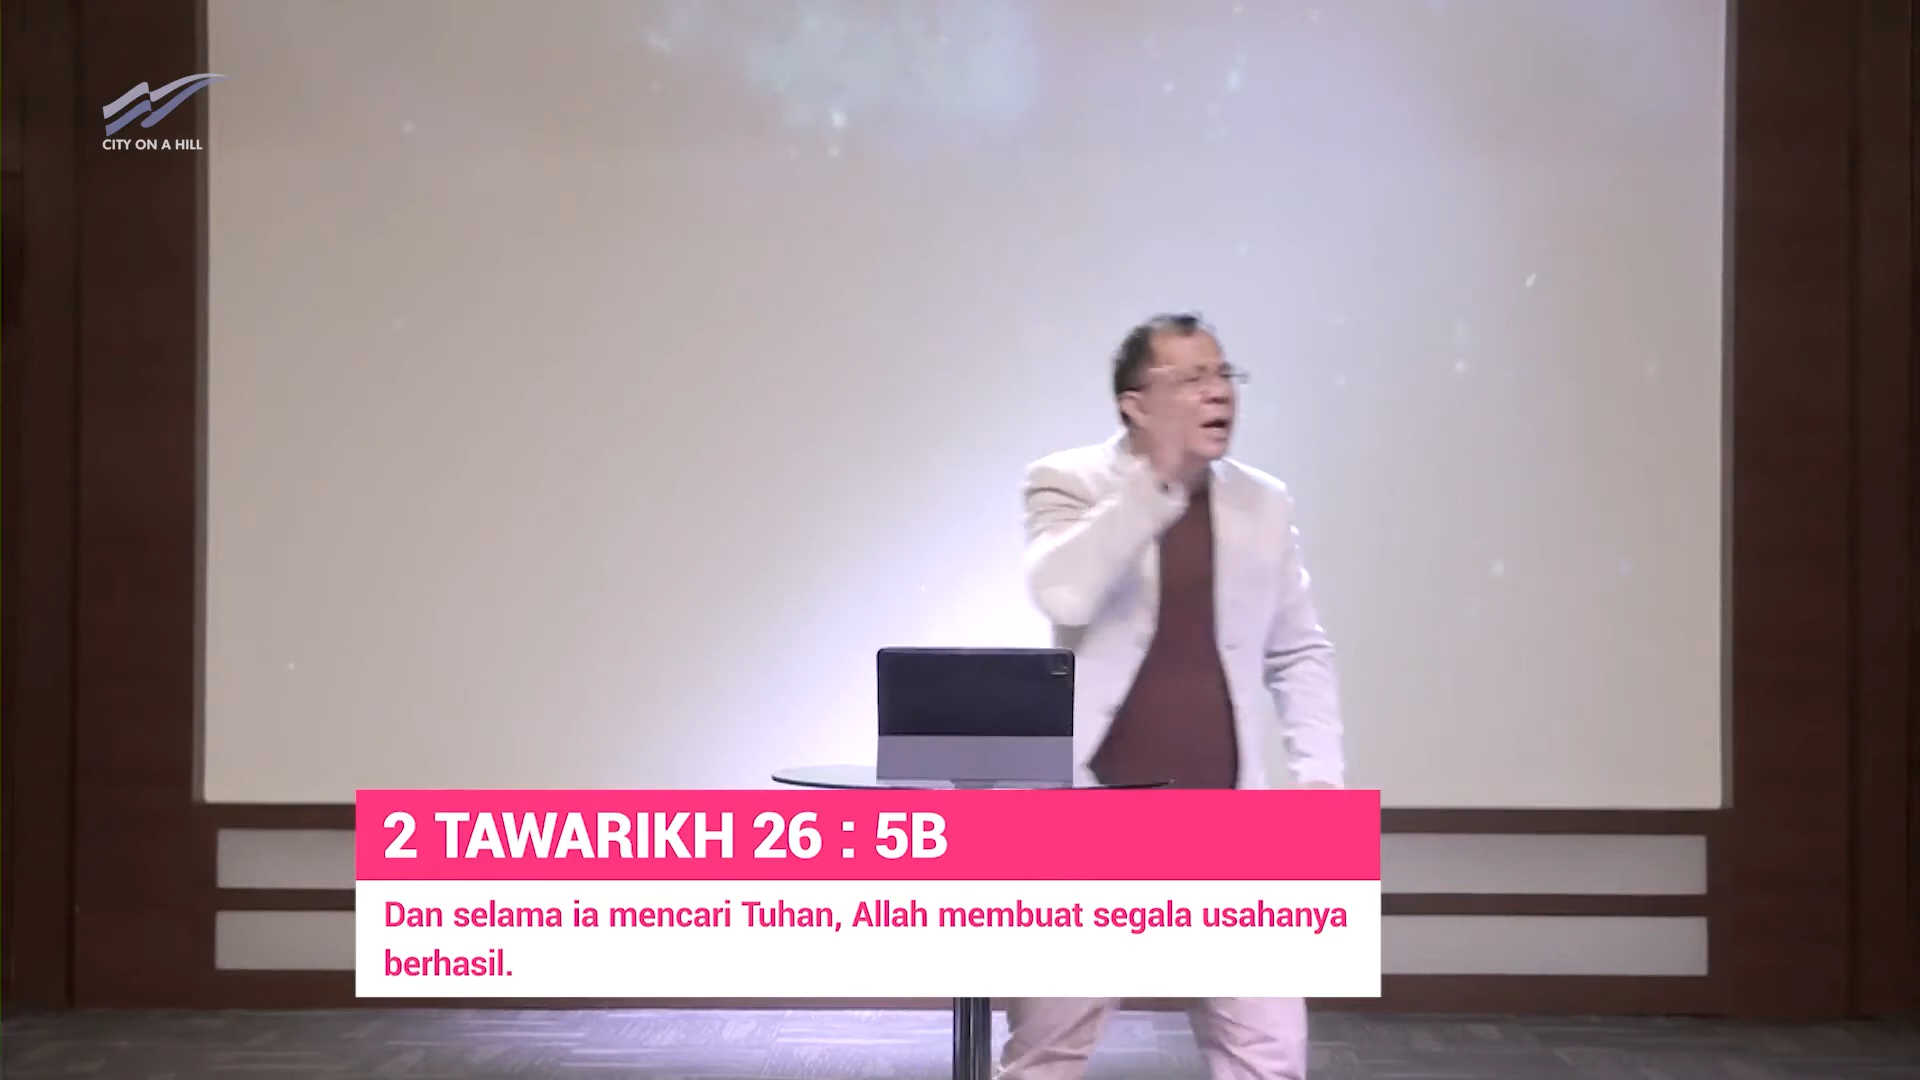 CITY ON A HILL
2 TAWARIKH 26 : 5B
Dan selama ia mencari Tuhan, Allah membuat segala usahanya
berhasil.